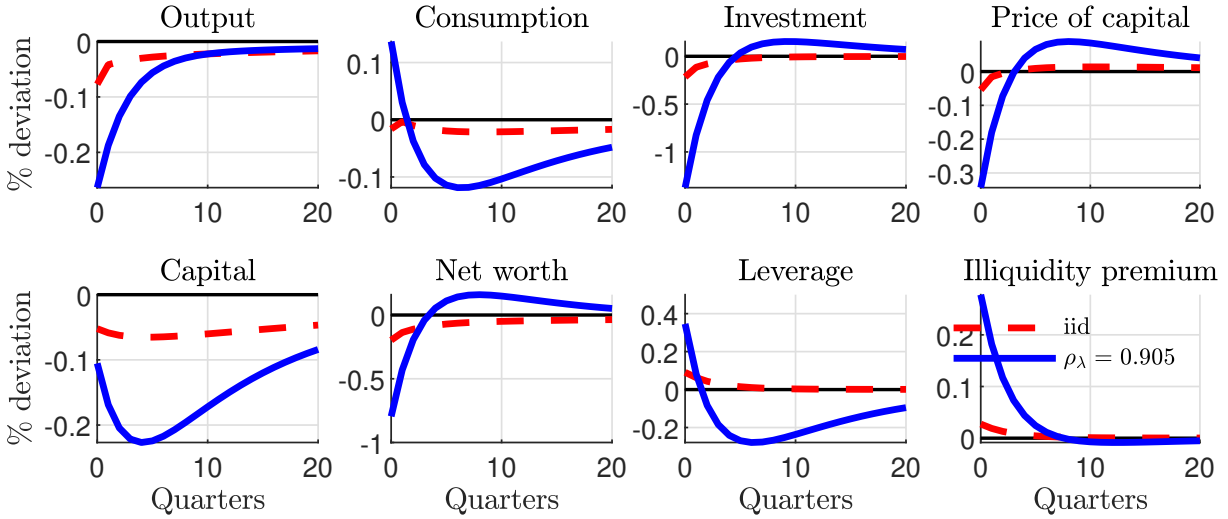 Output
Consumption
Investment
Price of capital
% deviation
0
-0.1
-0.2
0 10 20
0.1
0
-0.1
0 10 20
0
-0.5
-1
0 10 20
0
-0.1
-0.2
-0.3
0 10 20
Capital
Net worth
Leverage
Illiquidity premium
% deviation
0
-0.1
-0.2
0 10 20
Quarters
0
-0.5
-1
0 10 20
Quarters
0.4
0.2
0
-0.2
0 10 20
Quarters
0.2
0.1
0
0 10 20
Quarters
iid
ρλ = 0.905